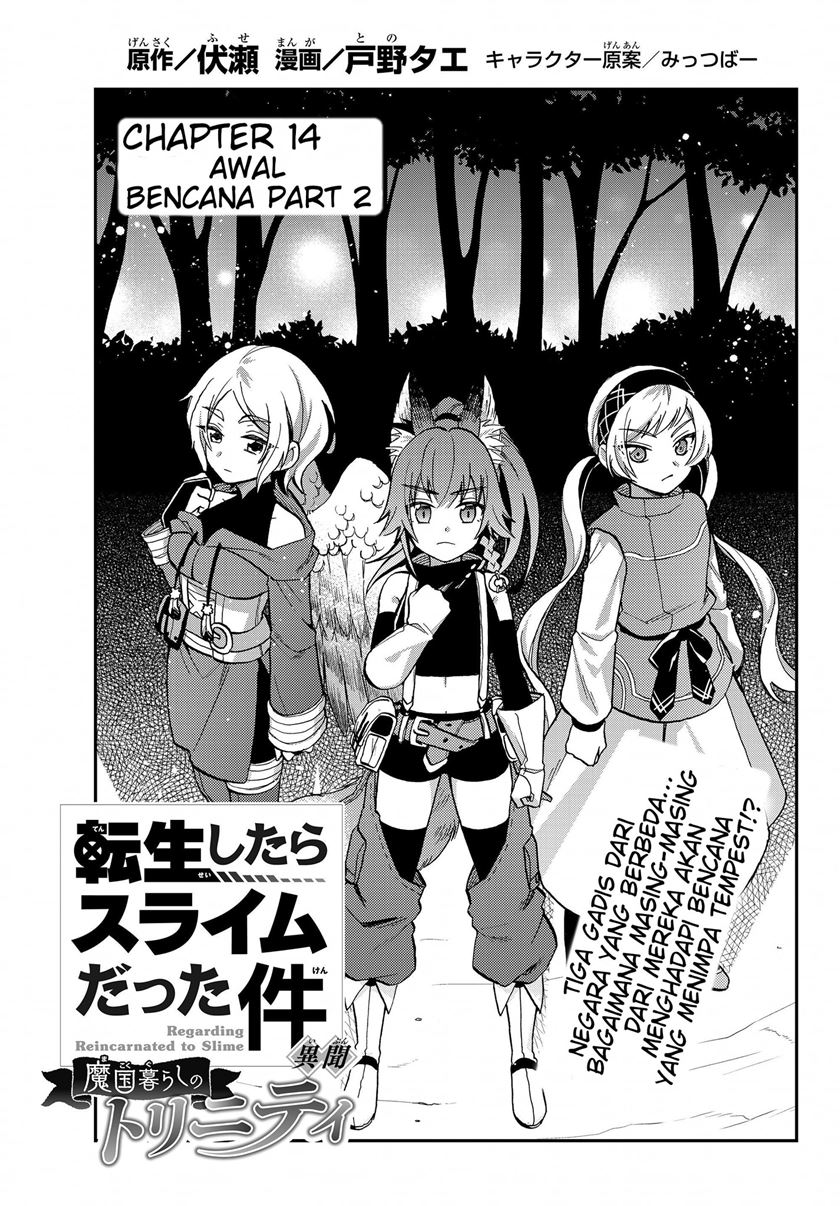 原作／伏瀬 漫画／戸野タエ キャラクター原案／みっつばー
CHAPTER 14
AWAL
BENCANA PART 2
TIGA GADIS DARI
NEGARA YANG BERBEDA...
BAGAIMANA MASING-MASING
DARI MEREKA AKAN
MENGHADAPI BENCANA
YANG MENIMPA TEMPEST!?
転生したら
スライム
だった件
Regarding
Reincarnated to Slime
異聞
魔国暮らしの
トリニティ